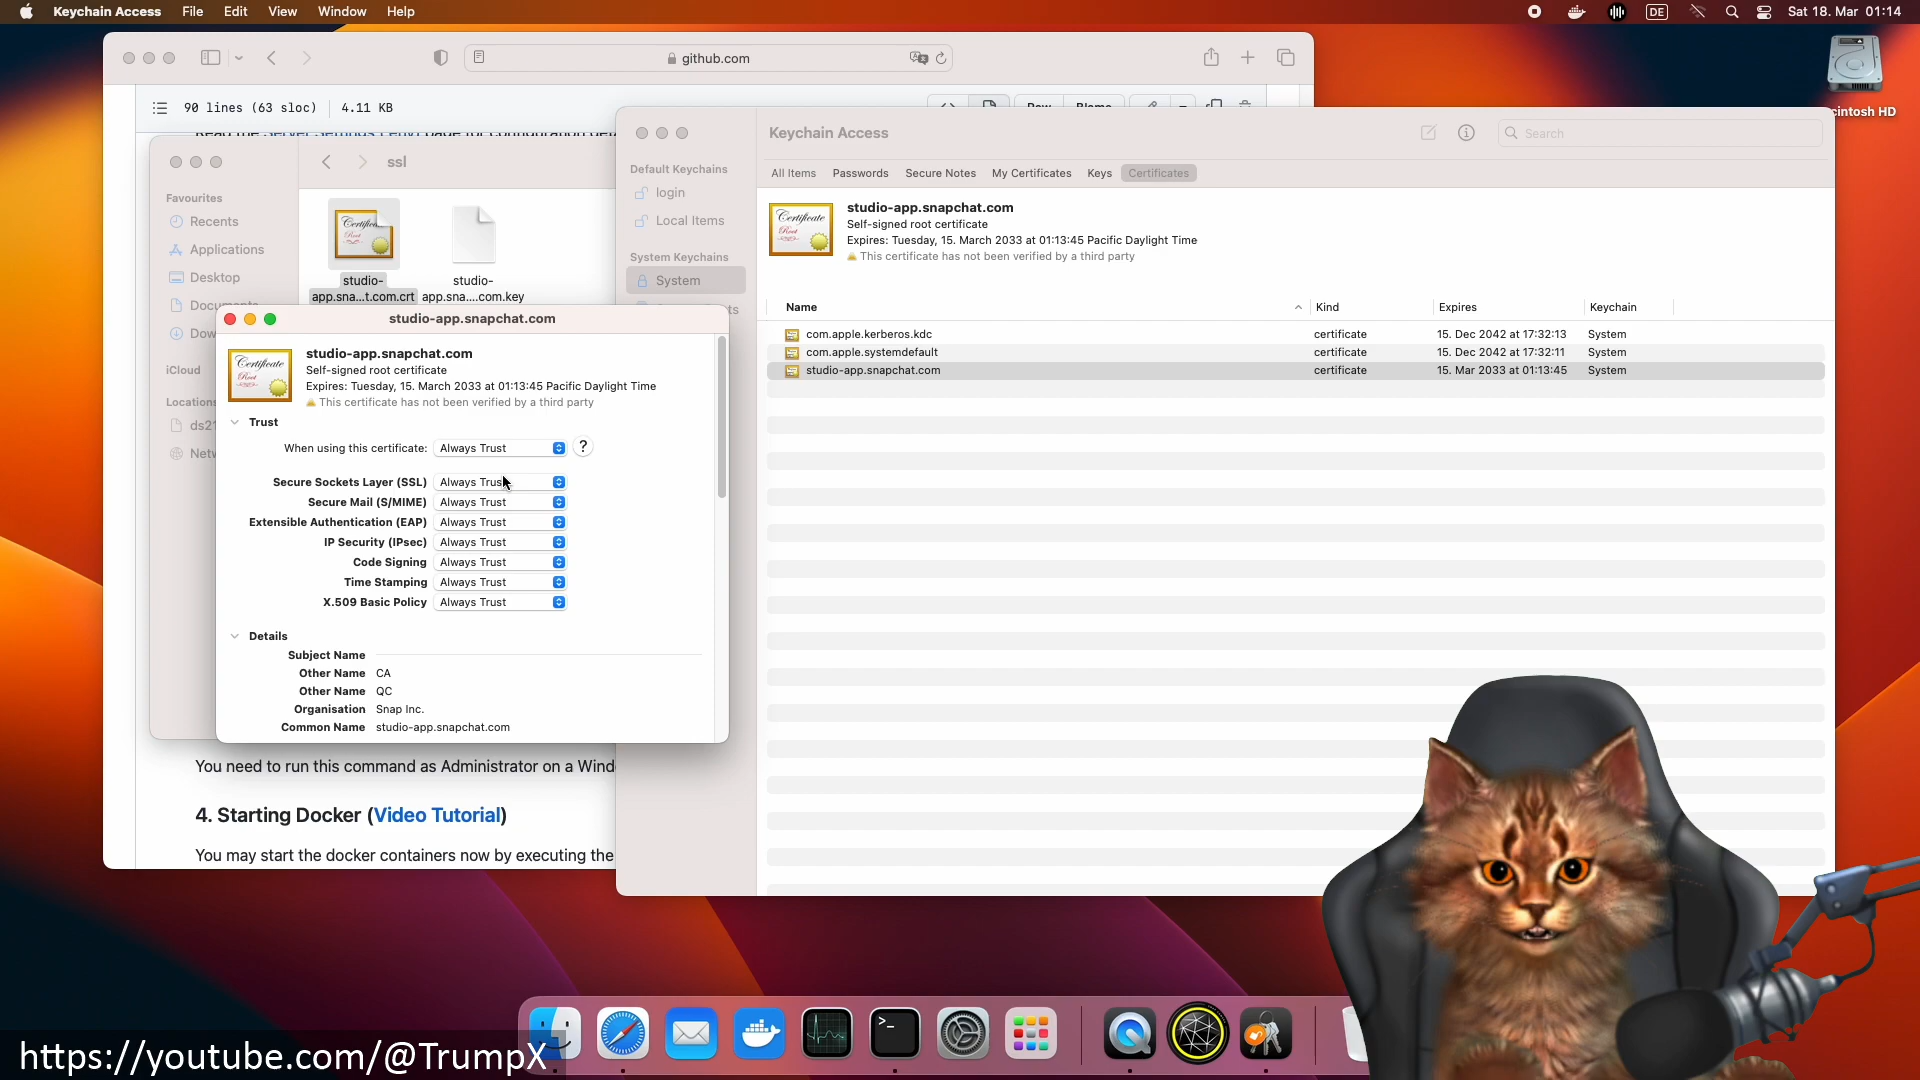 Keychain Access File Edit View Window Help
DE Sat 18. Mar 01:14
github.com
90 lines (63 sloc) 4.11 KB
cintosh HD
ssl
Favourites
Recents
Applications
Desktop
iCloud
Locations
studio-
app.sna...t.com.crt
studio-
app.sna....com.key
Keychain Access
Search
Default Keychains
login
Local Items
System Keychains
System
All Items Passwords Secure Notes My Certificates Keys Certificates
Certificate
Root
studio-app.snapchat.com
Self-signed root certificate
Expires: Tuesday, 15. March 2033 at 01:13:45 Pacific Daylight Time
This certificate has not been verified by a third party
Name Kind Expires Keychain
com.apple.kerberos.kdc certificate 15. Dec 2042 at 17:32:13 System
com.apple.systemdefault certificate 15. Dec 2042 at 17:32:11 System
studio-app.snapchat.com certificate 15. Mar 2033 at 01:13:45 System
studio-app.snapchat.com
Certificate
Root
studio-app.snapchat.com
Self-signed root certificate
Expires: Tuesday, 15. March 2033 at 01:13:45 Pacific Daylight Time
This certificate has not been verified by a third party
Trust
When using this certificate: Always Trust ?
Secure Sockets Layer (SSL) Always Trust
Secure Mail (S/MIME) Always Trust
Extensible Authentication (EAP) Always Trust
IP Security (IPsec) Always Trust
Code Signing Always Trust
Time Stamping Always Trust
X.509 Basic Policy Always Trust
Details
Subject Name
Other Name CA
Other Name QC
Organisation Snap Inc.
Common Name studio-app.snapchat.com
You need to run this command as Administrator on a Wind
4. Starting Docker (Video Tutorial)
You may start the docker containers now by executing the
https://youtube.com/@TrumpX